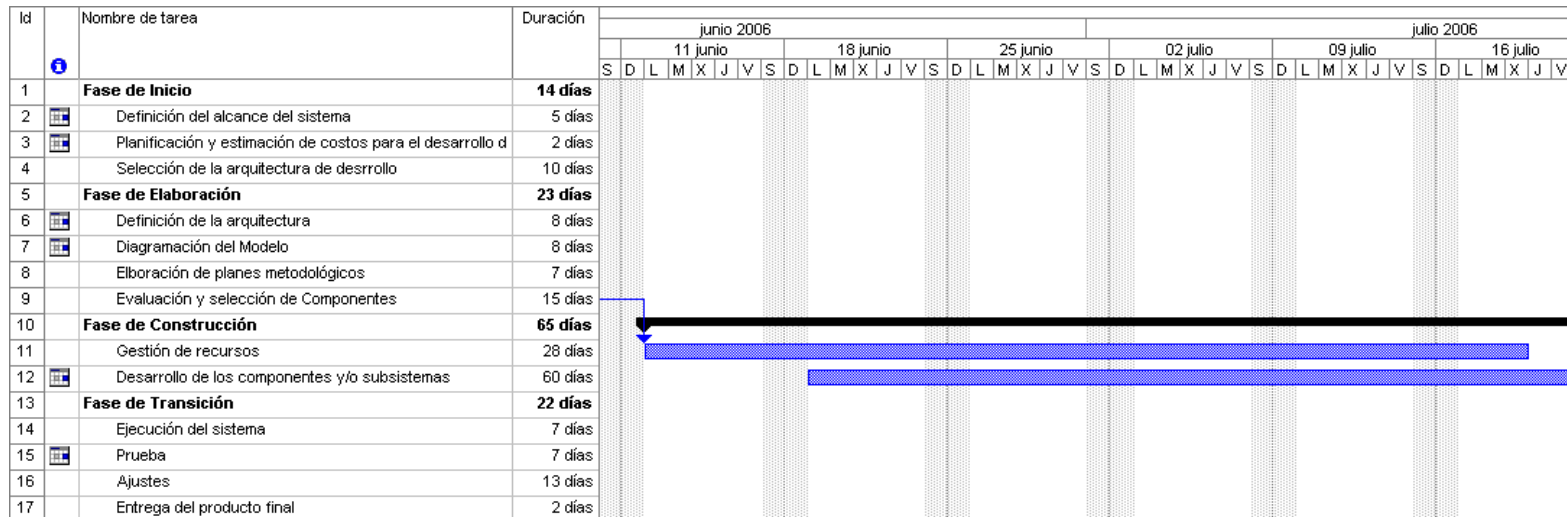 Id Nombre de tarea Duración
junio 2006 julio 2006
11 junio 18 junio 25 junio 02 julio 09 julio 16 julio
S D L M X J V S D L M X J V S D L M X J V S D L M X J V S D L M X J V S D L M X J V
1 Fase de Inicio 14 días
2 Definición del alcance del sistema 5 días
3 Planificación y estimación de costos para el desarrollo d 2 días
4 Selección de la arquitectura de desrrollo 10 días
5 Fase de Elaboración 23 días
6 Definición de la arquitectura 8 días
7 Diagramación del Modelo 8 días
8 Elboración de planes metodológicos 7 días
9 Evaluación y selección de Componentes 15 días
10 Fase de Construcción 65 días
11 Gestión de recursos 28 días
12 Desarrollo de los componentes y/o subsistemas 60 días
13 Fase de Transición 22 días
14 Ejecución del sistema 7 días
15 Prueba 7 días
16 Ajustes 13 días
17 Entrega del producto final 2 días